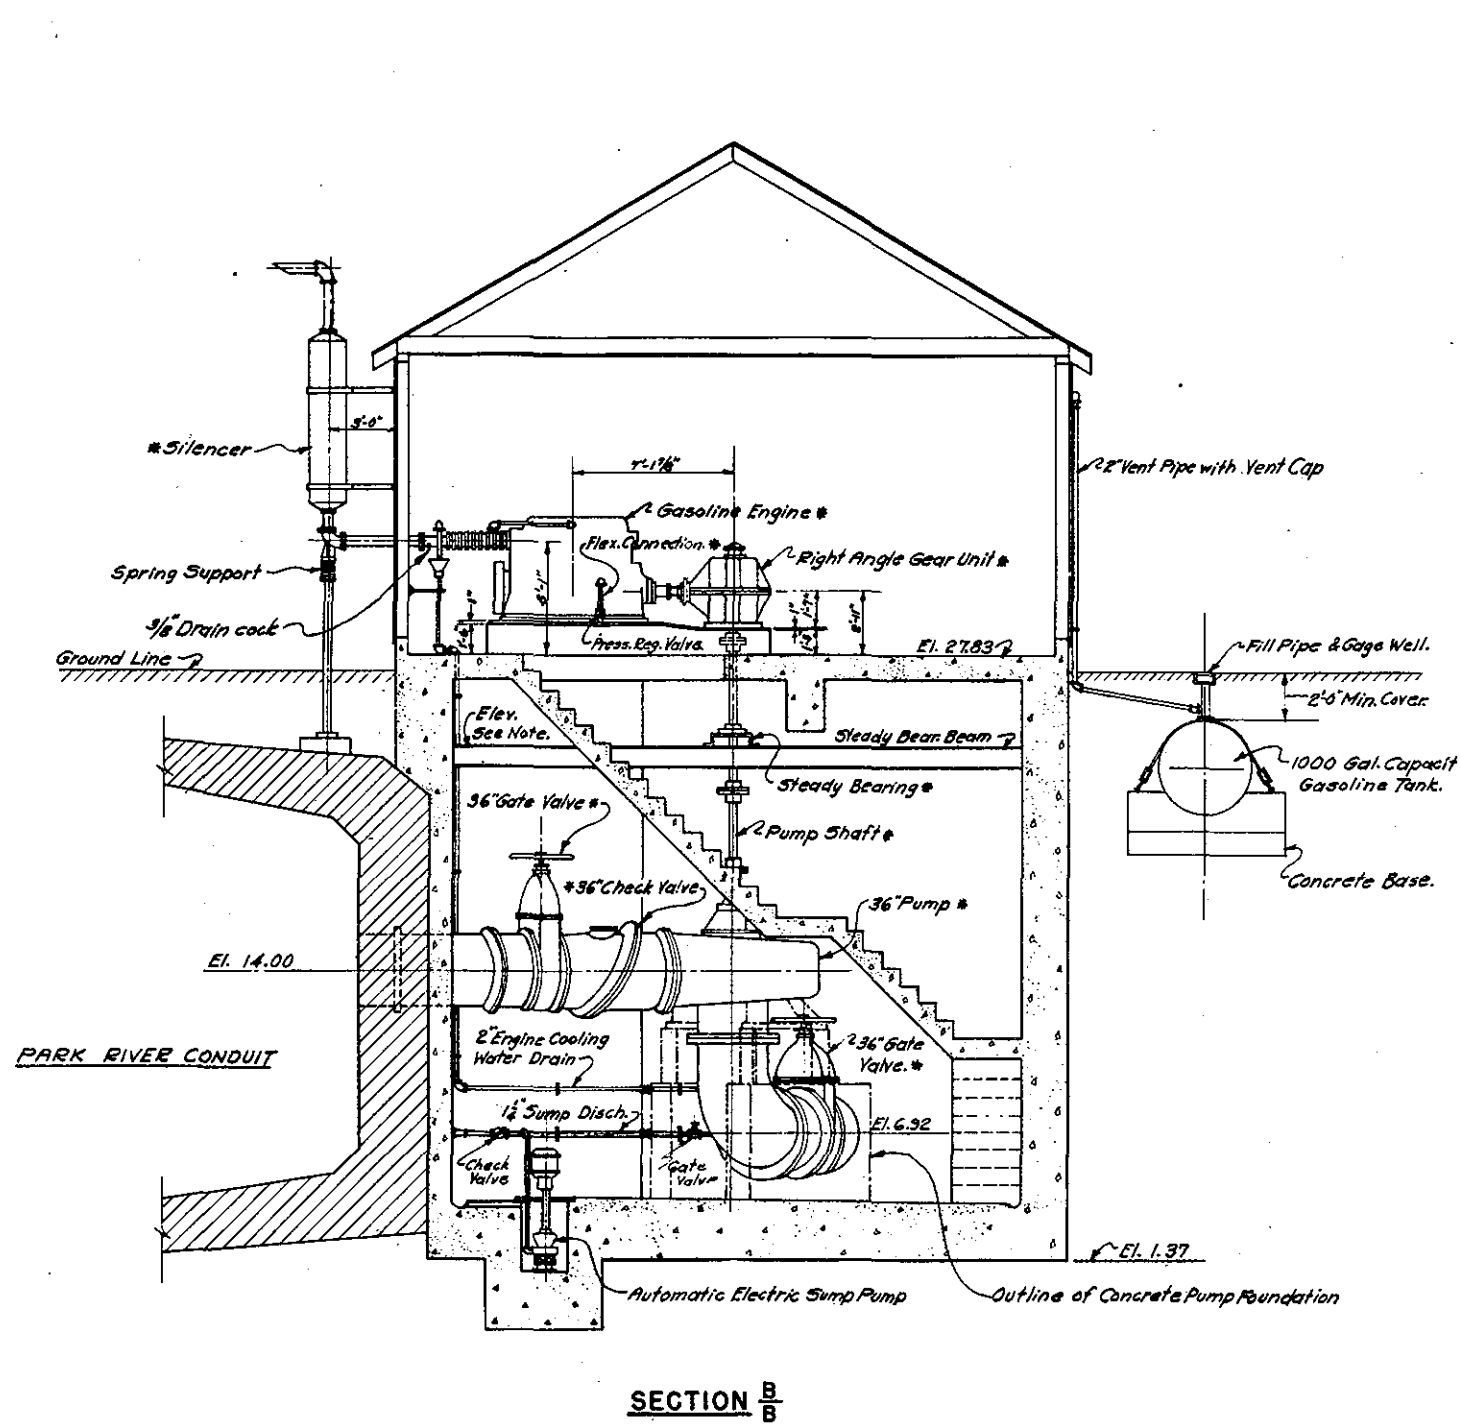 3'-0"
*Silencer
2" Vent Pipe with Vent Cap
Gasoline Engine *
Flex. Connection. *
Right Angle Gear Unit *
Spring Support
3/8" Drain cock
1"
1"
Press. Reg. Valve.
El. 27.83
Ground Line
Fill Pipe & Gage Well.
2'-0" Min. Cover
Elev.
See Note.
Steady Bear. Beam
Steady Bearing *
1000 Gal. Capacit
Gasoline Tank.
36" Gate Valve *
Pump Shaft *
*36" Check Valve
36" Pump *
Concrete Base.
El. 14.00
PARK RIVER CONDUIT
2" Engine Cooling
Water Drain
36" Gate
Valve. *
1¼" Sump Disch.
El. 6.92
Check
Valve
Gate
Valve
El. 1.37
Automatic Electric Sump Pump
Outline of Concrete Pump Foundation
SECTION B
B